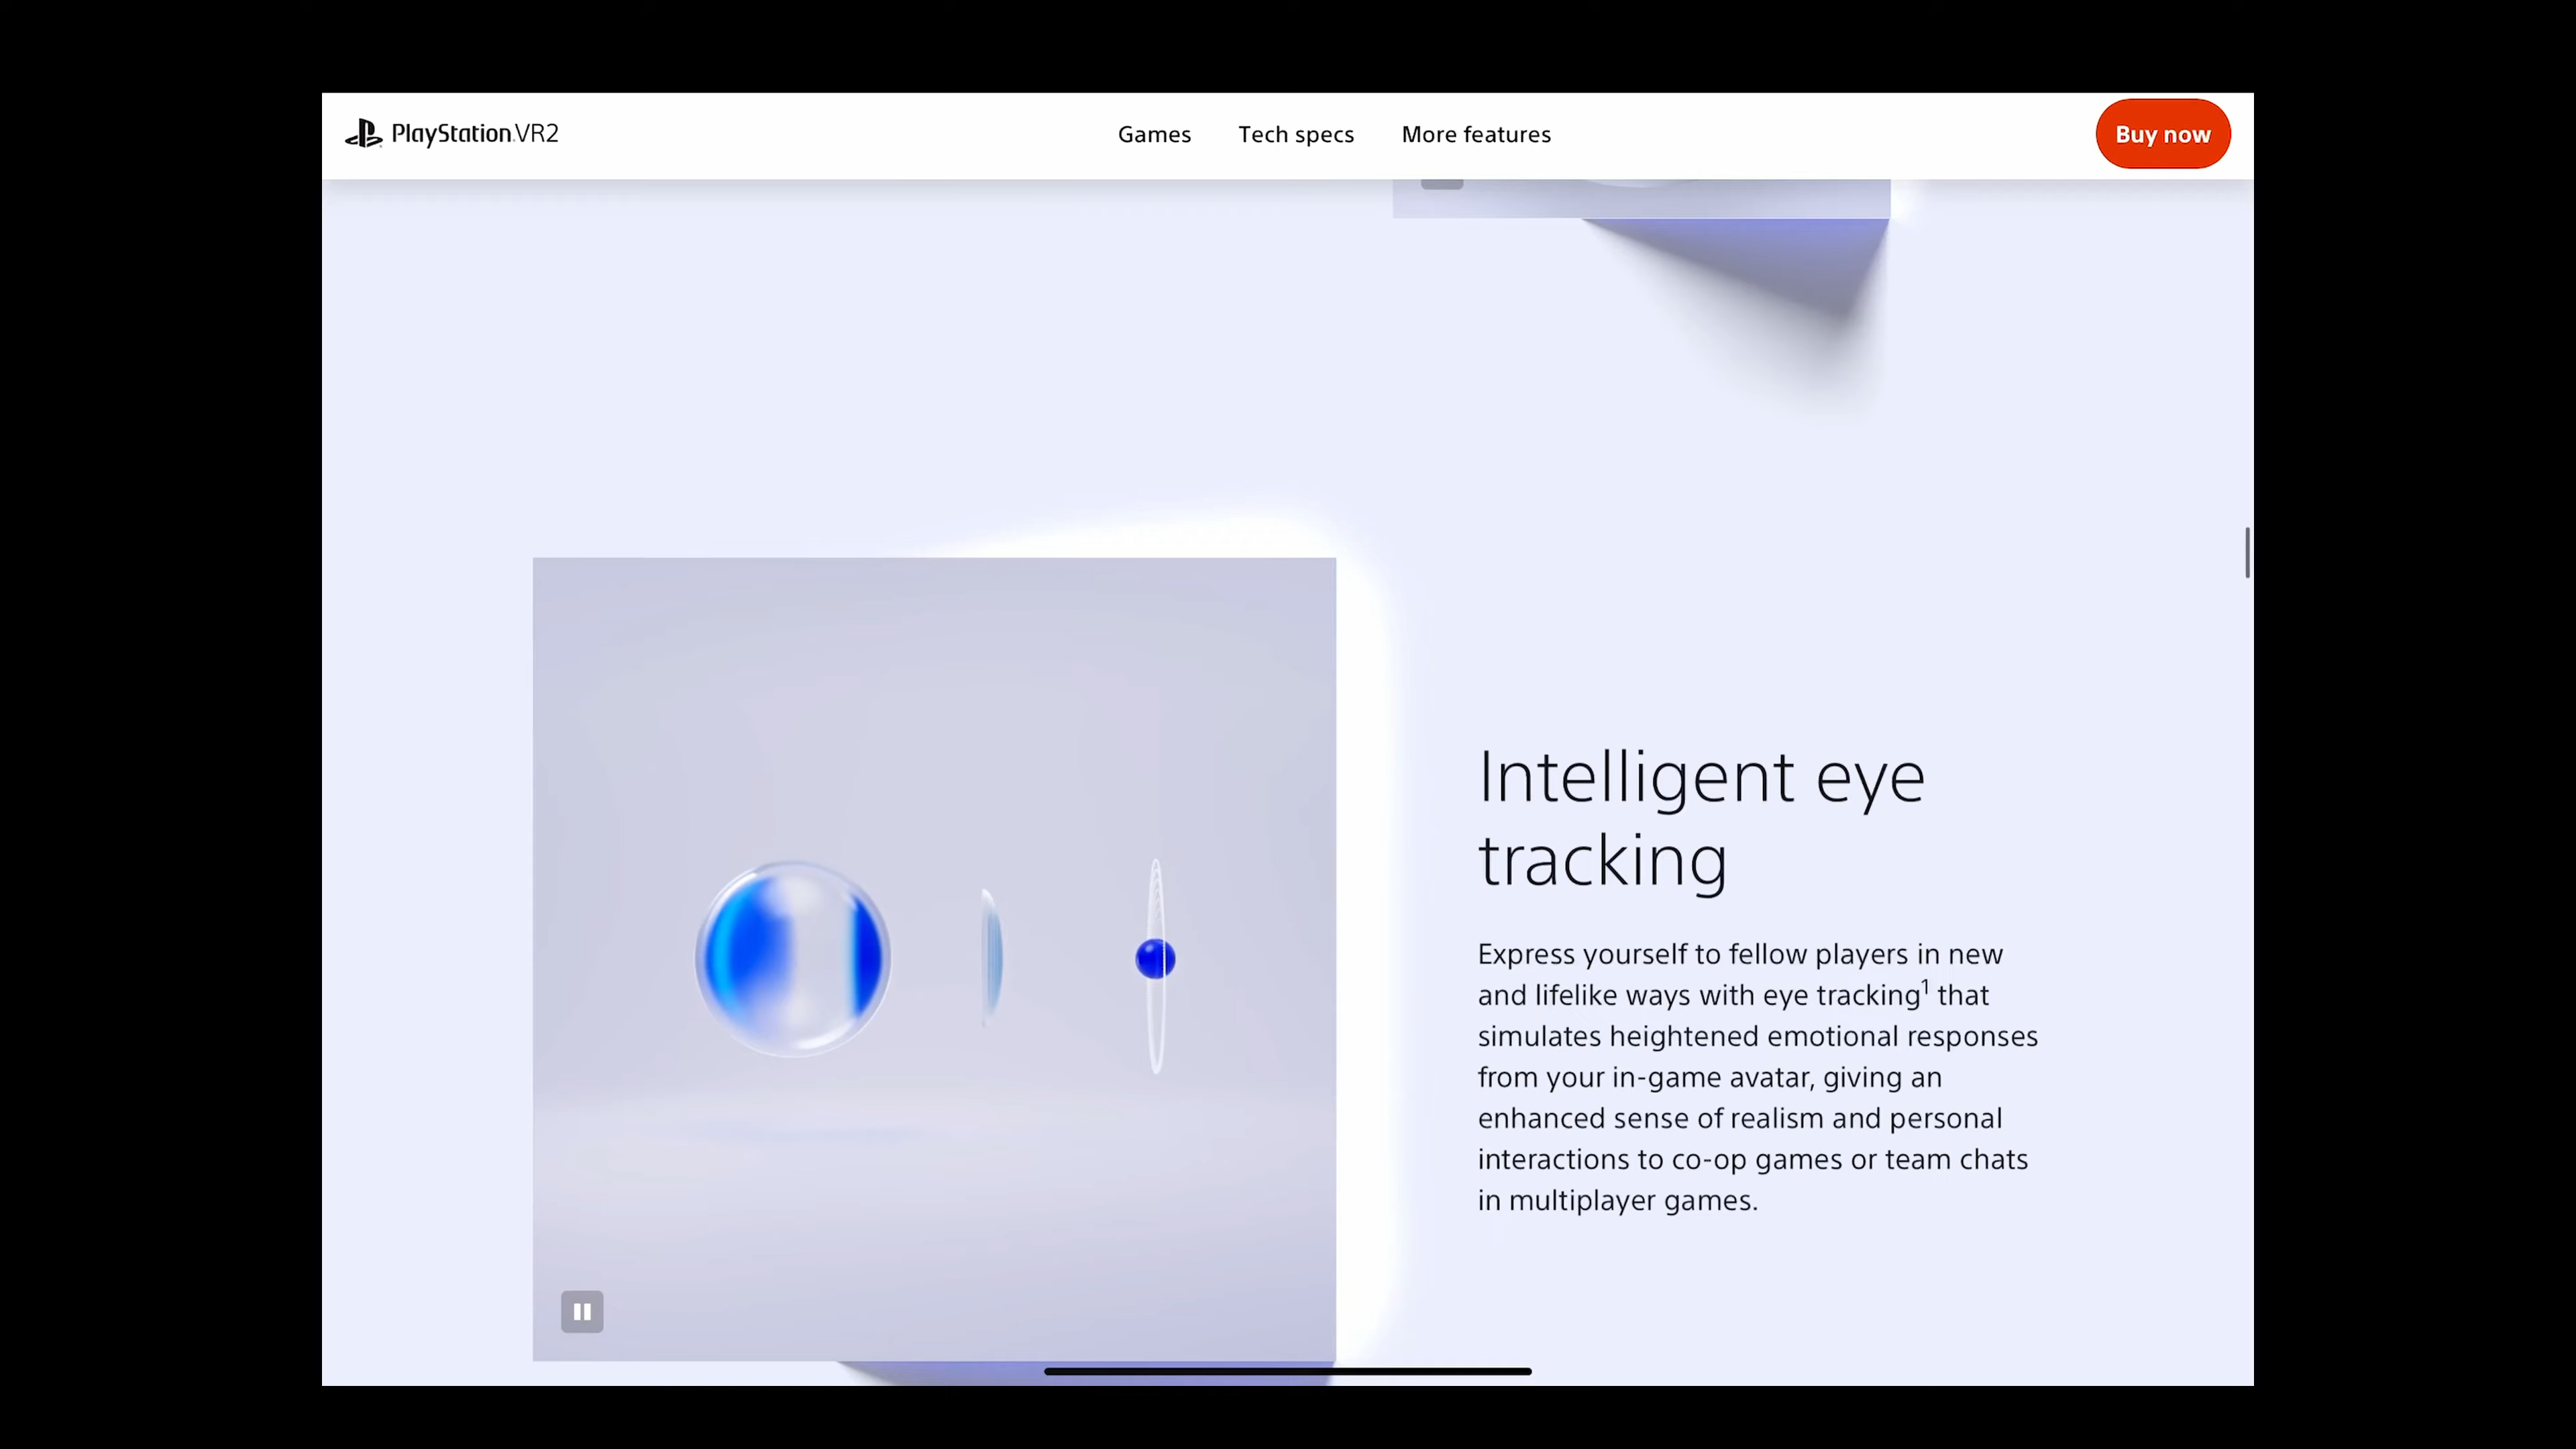 PlayStation VR2
Games
Tech specs
More features
Buy now
Intelligent eye
tracking
Express yourself to fellow players in new
and lifelike ways with eye tracking1 that
simulates heightened emotional responses
from your in-game avatar, giving an
enhanced sense of realism and personal
interactions to co-op games or team chats
in multiplayer games.